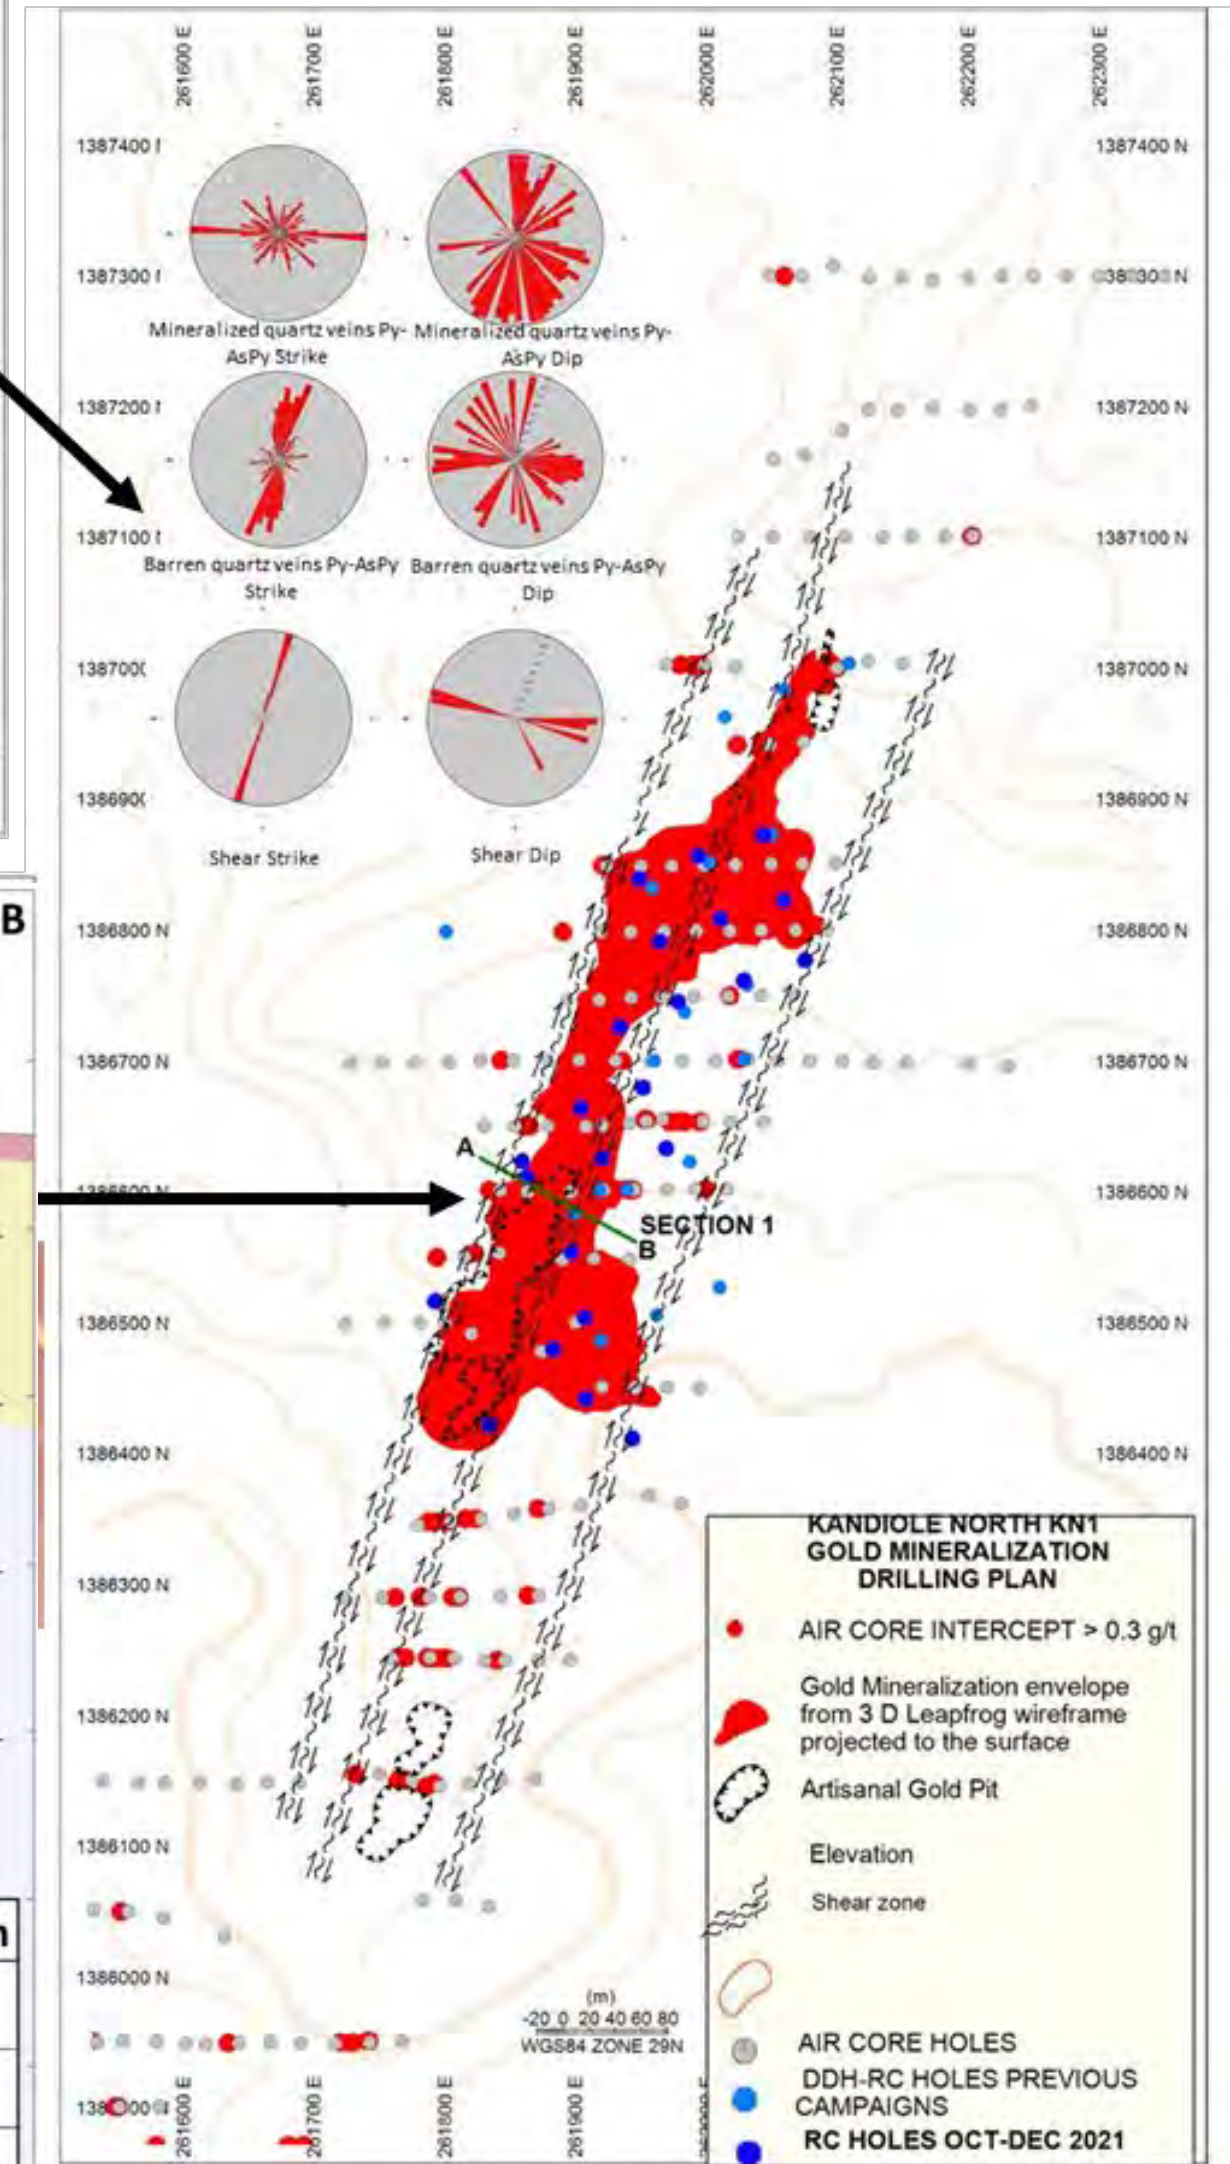 261600 E
261700 E
261800 E
261900 E
262000 E
262100 E
262200 E
262300 E
1387400
1387400 N
1387300
300 N
Mineralized quartz veins Py-
AsPy Strike
Mineralized quartz veins Py-
AsPy Dip
1387200
1387200 N
1387100
1387100 N
Barren quartz veins Py-AsPy
Strike
Barren quartz veins Py-AsPy
Dip
1387000
1387000 N
1386900
1386900 N
Shear Strike
Shear Dip
B
1386800 N
1386800 N
1386700 N
1386700 N
A
1386600 N
SECTION 1
B
1386500 N
1386500 N
1386400 N
1386400 N
KANDIOLE NORTH KN1
GOLD MINERALIZATION
DRILLING PLAN
1386300 N
AIR CORE INTERCEPT > 0.3 g/t
Gold Mineralization envelope
from 3 D Leapfrog wireframe
projected to the surface
1386200 N
Artisanal Gold Pit
1386100 N
Elevation
Shear zone
1386000 N
(m)
-20 0 20 40 60 80
WGS84 ZONE 29N
AIR CORE HOLES
DDH-RC HOLES PREVIOUS
CAMPAIGNS
RC HOLES OCT-DEC 2021
261600 E
261700 E
261800 E
261900 E